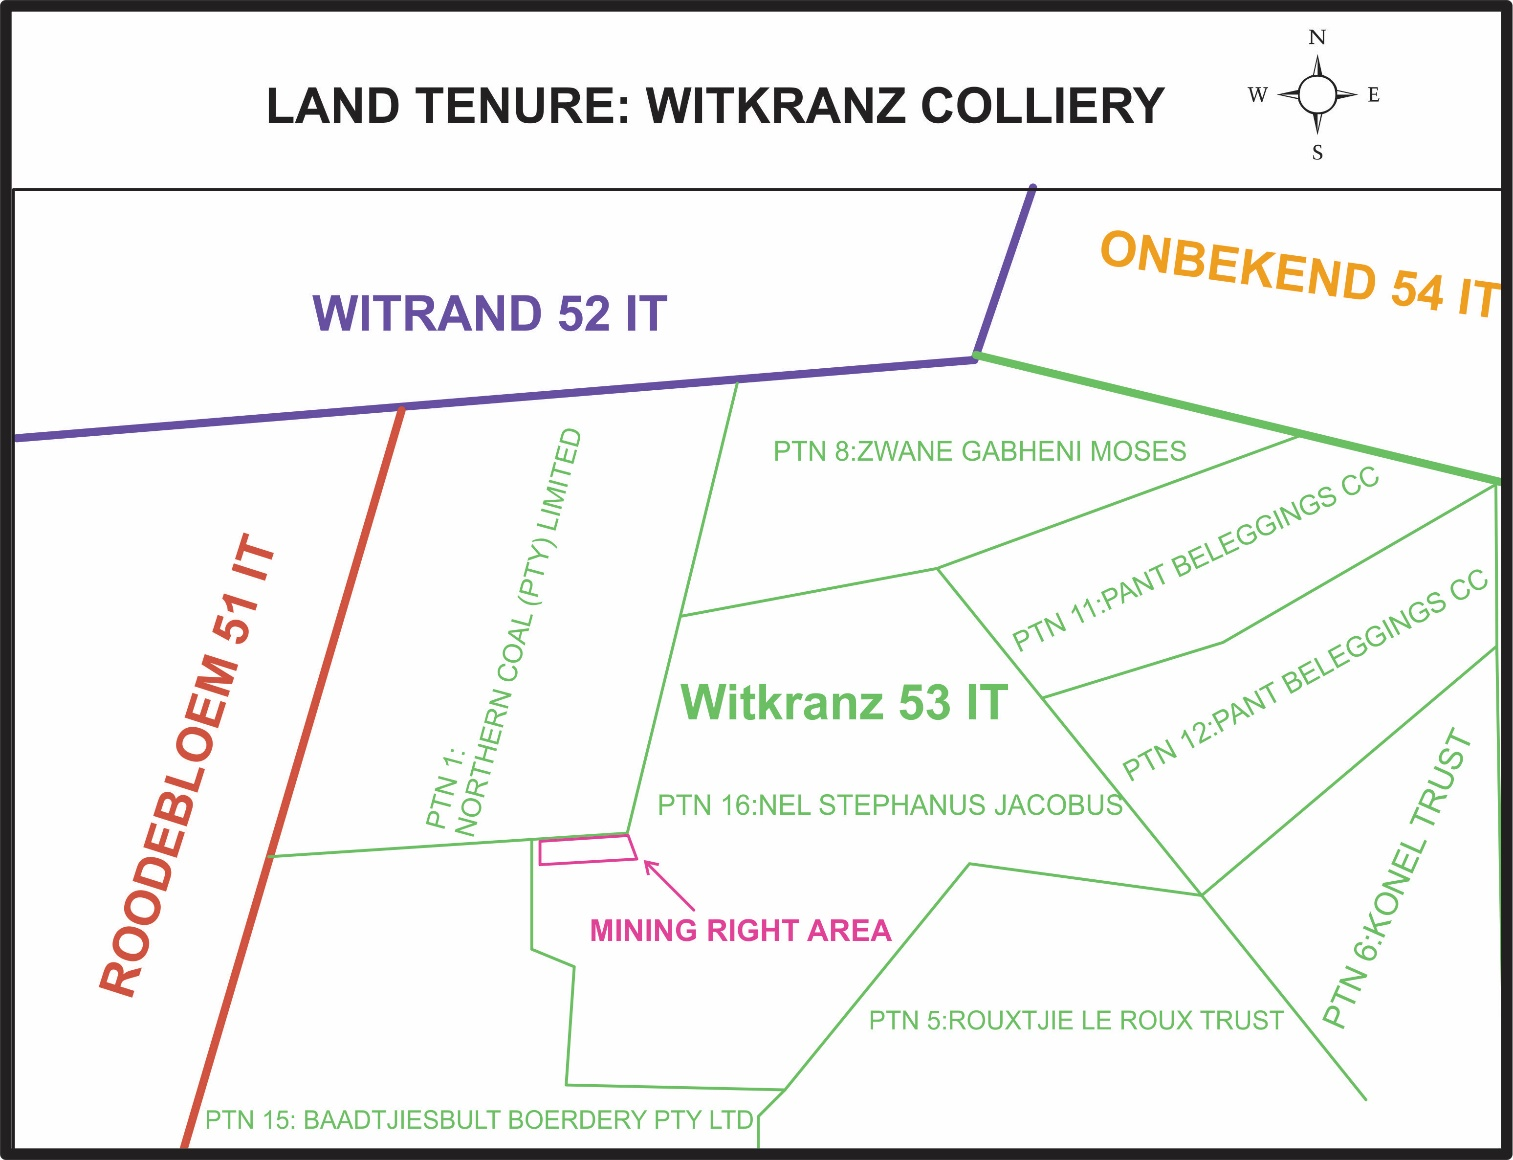 N
LAND TENURE: WITKRANZ COLLIERY
W
E
S
ONBEKEND 54 IT
WITRAND 52 IT
PTN 8:ZWANE GABHENI MOSES
PTN 11:PANT BELEGGINGS CC
PTN 1:
NORTHERN COAL (PTY) LIMITED
ROODEBLOEM 51 IT
PTN 12:PANT BELEGGINGS CC
Witkranz 53 IT
PTN 16:NEL STEPHANUS JACOBUS
PTN 6:KONEL TRUST
MINING RIGHT AREA
PTN 5:ROUXTJIE LE ROUX TRUST
PTN 15: BAADTJIESBULT BOERDERY PTY LTD